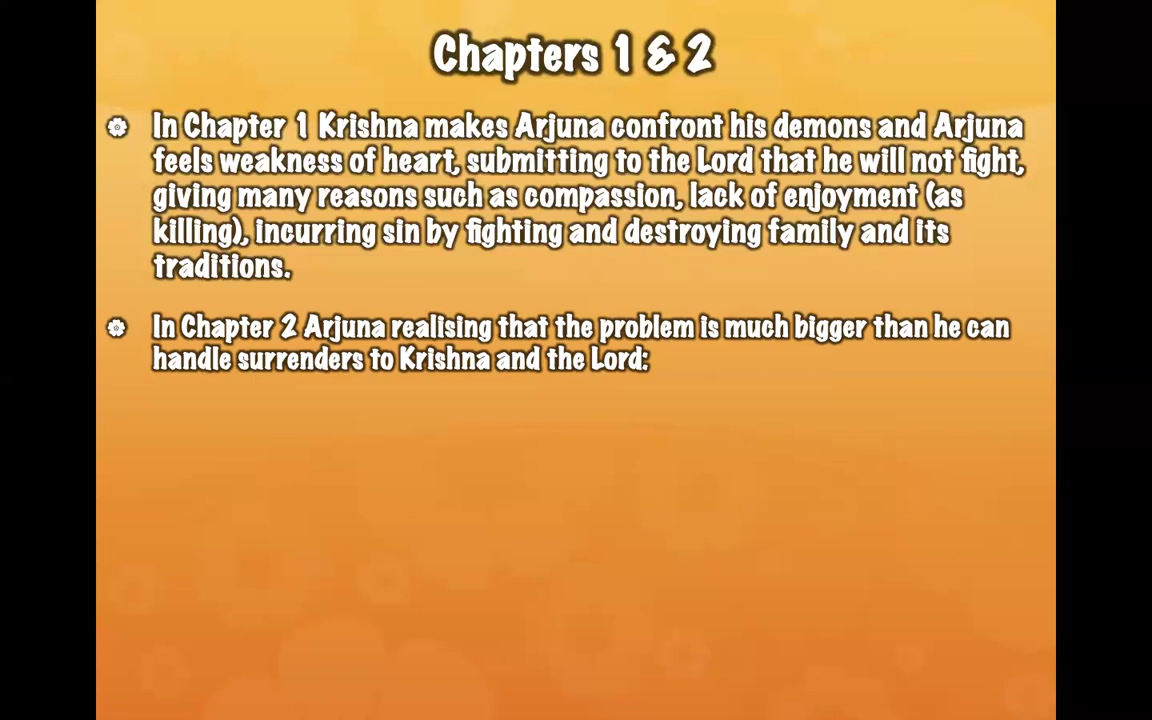 Chapters 1 & 2
In Chapter 1 Krishna makes Arjuna confront his demons and Arjuna
feels weakness of heart, submitting to the Lord that he will not fight,
giving many reasons such as compassion, lack of enjoyment (as
killing), incurring sin by fighting and destroying family and its
traditions.
In Chapter 2 Arjuna realising that the problem is much bigger than he can
handle surrenders to Krishna and the Lord: